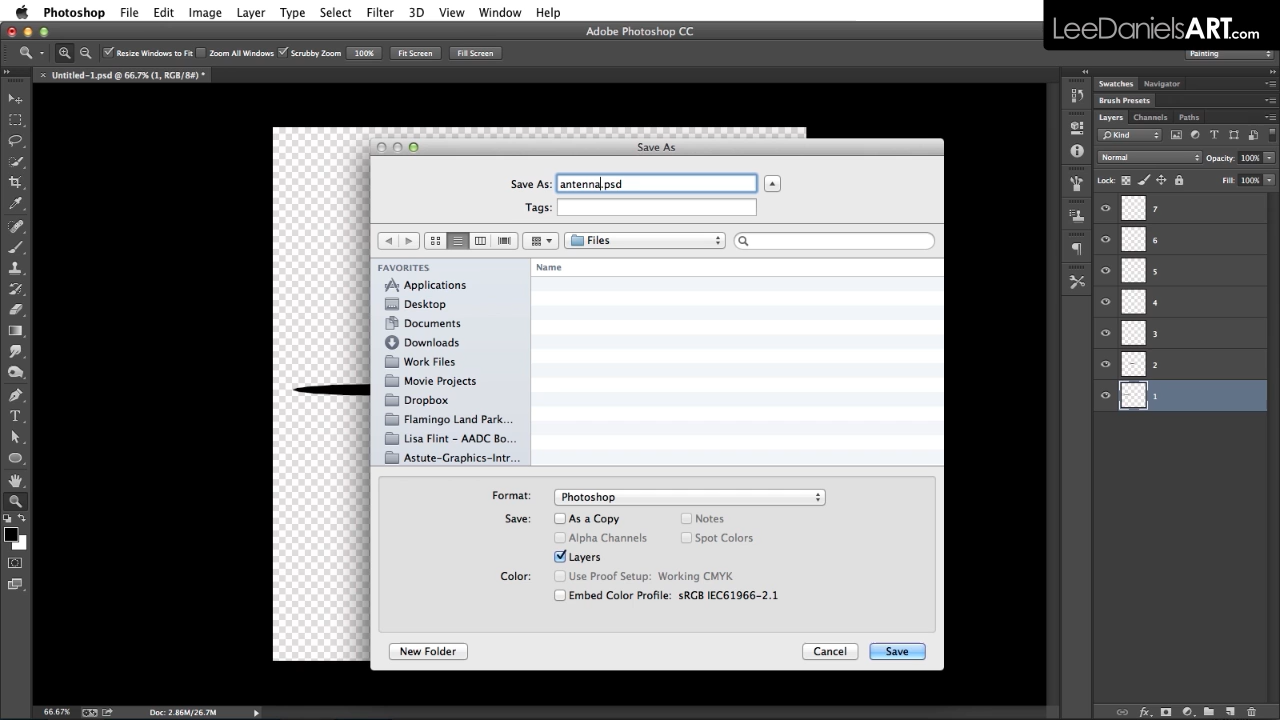 Photoshop File Edit Image Layer Type Select Filter 3D View Window Help
LeeDanielsART.com
Adobe Photoshop CC
Resize Windows to Fit Zoom All Windows Scrubby Zoom 100% Fit Screen Fill Screen
Painting
Untitled-1.psd @ 66.7% (1, RGB/8#) *
Swatches Navigator
Brush Presets
Layers Channels Paths
Kind
Normal Opacity: 100%
Lock: Fill: 100%
7
6
5
4
3
2
1
Save As
Save As: antenna.psd
Tags:
Files
FAVORITES
Name
Applications
Desktop
Documents
Downloads
Work Files
Movie Projects
Dropbox
Flamingo Land Park...
Lisa Flint - AADC Bo...
Astute-Graphics-Intr...
Format: Photoshop
Save: As a Copy Notes
Alpha Channels Spot Colors
Layers
Color: Use Proof Setup: Working CMYK
Embed Color Profile: sRGB IEC61966-2.1
New Folder Cancel Save
66.67% Doc: 2.86M/26.7M